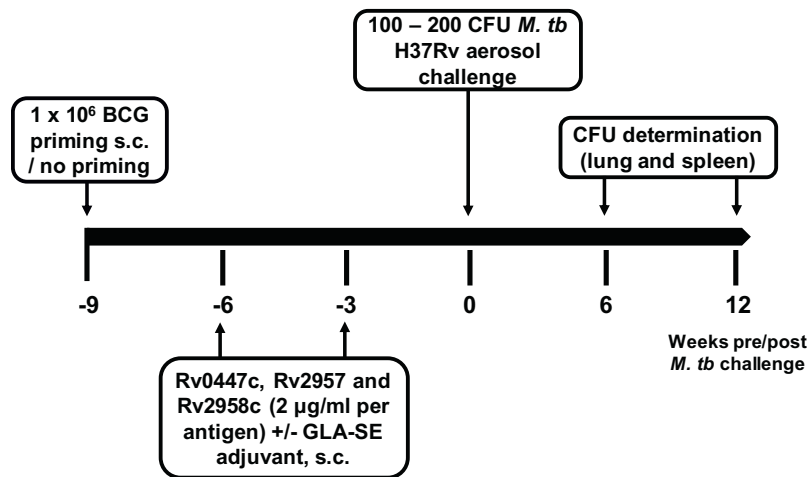 100 – 200 CFU M. tb
H37Rv aerosol
challenge
1 x 10⁶ BCG
priming s.c.
/ no priming
CFU determination
(lung and spleen)
-9
-6
-3
0
6
12
Weeks pre/post
M. tb challenge
Rv0447c, Rv2957 and
Rv2958c (2 µg/ml per
antigen) +/- GLA-SE
adjuvant, s.c.